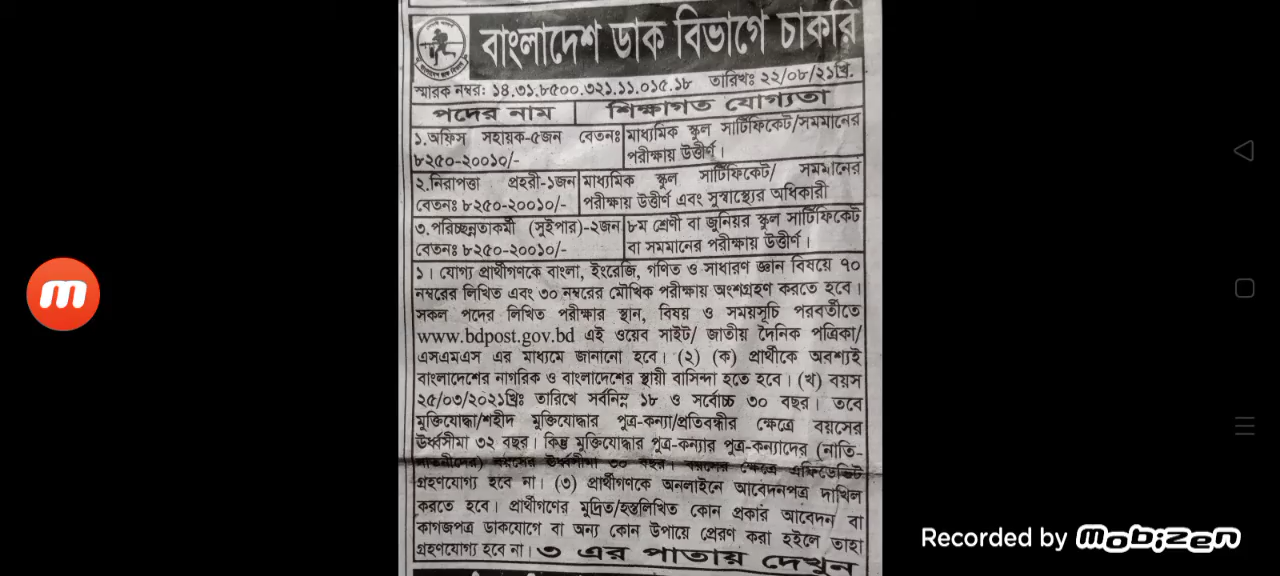 বাংলাদেশ ডাক বিভাগে চাকরি
স্মারক নম্বর: ১৪.৩১.৮৫০০.৩২১.১১.০১৫.১৮ তারিখঃ ২২/০৮/২১খ্রি.
পদের নাম শিক্ষাগত যোগ্যতা
১.অফিস সহায়ক-৫জন বেতনঃ
৮২৫০-২০০১০/-
মাধ্যমিক স্কুল সার্টিফিকেট/সমমানের
পরীক্ষায় উত্তীর্ণ।
২.নিরাপত্তা প্রহরী-১জন
বেতনঃ ৮২৫০-২০০১০/-
মাধ্যমিক স্কুল সার্টিফিকেট/ সমমানের
পরীক্ষায় উত্তীর্ণ এবং সুস্বাস্থ্যের অধিকারী
৩.পরিচ্ছন্নতাকর্মী (সুইপার)-২জন
বেতনঃ ৮২৫০-২০০১০/-
৮ম শ্রেণী বা জুনিয়র স্কুল সার্টিফিকেট
বা সমমানের পরীক্ষায় উত্তীর্ণ।
১। যোগ্য প্রার্থীগণকে বাংলা, ইংরেজি, গণিত ও সাধারণ জ্ঞান বিষয়ে ৭০
নম্বরের লিখিত এবং ৩০ নম্বরের মৌখিক পরীক্ষায় অংশগ্রহণ করতে হবে।
সকল পদের লিখিত পরীক্ষার স্থান, বিষয় ও সময়সূচি পরবর্তীতে
www.bdpost.gov.bd এই ওয়েব সাইট/ জাতীয় দৈনিক পত্রিকা/
এসএমএস এর মাধ্যমে জানানো হবে। (২) (ক) প্রার্থীকে অবশ্যই
বাংলাদেশের নাগরিক ও বাংলাদেশের স্থায়ী বাসিন্দা হতে হবে। (খ) বয়স
২৫/০৩/২০২১খ্রিঃ তারিখে সর্বনিম্ন ১৮ ও সর্বোচ্চ ৩০ বছর। তবে
মুক্তিযোদ্ধা/শহীদ মুক্তিযোদ্ধার পুত্র-কন্যা/প্রতিবন্ধীর ক্ষেত্রে বয়সের
উর্ধ্বসীমা ৩২ বছর। কিন্তু মুক্তিযোদ্ধার পুত্র-কন্যার পুত্র-কন্যাদের (নাতি-
বয়সের উর্ধ্বসীমা ৩০ বছর। বয়সের ক্ষেত্রে এফিডেভিট
গ্রহণযোগ্য হবে না। (৩) প্রার্থীগণকে অনলাইনে আবেদনপত্র দাখিল
করতে হবে। প্রার্থীগণের মুদ্রিত/হস্তলিখিত কোন প্রকার আবেদন বা
কাগজপত্র ডাকযোগে বা অন্য কোন উপায়ে প্রেরণ করা হইলে তাহা
গ্রহণযোগ্য হবে না। ৩ এর পাতায় দেখুন
Recorded by mobizen